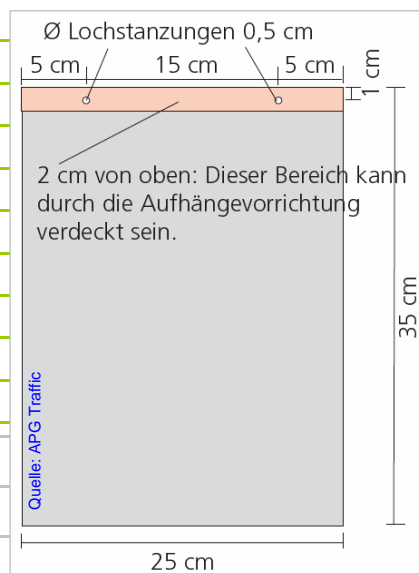 Ø Lochstanzungen 0,5 cm
5 cm
15 cm
5 cm
1 cm
2 cm von oben: Dieser Bereich kann
durch die Aufhängevorrichtung
verdeckt sein.
35 cm
Quelle: APG Traffic
25 cm